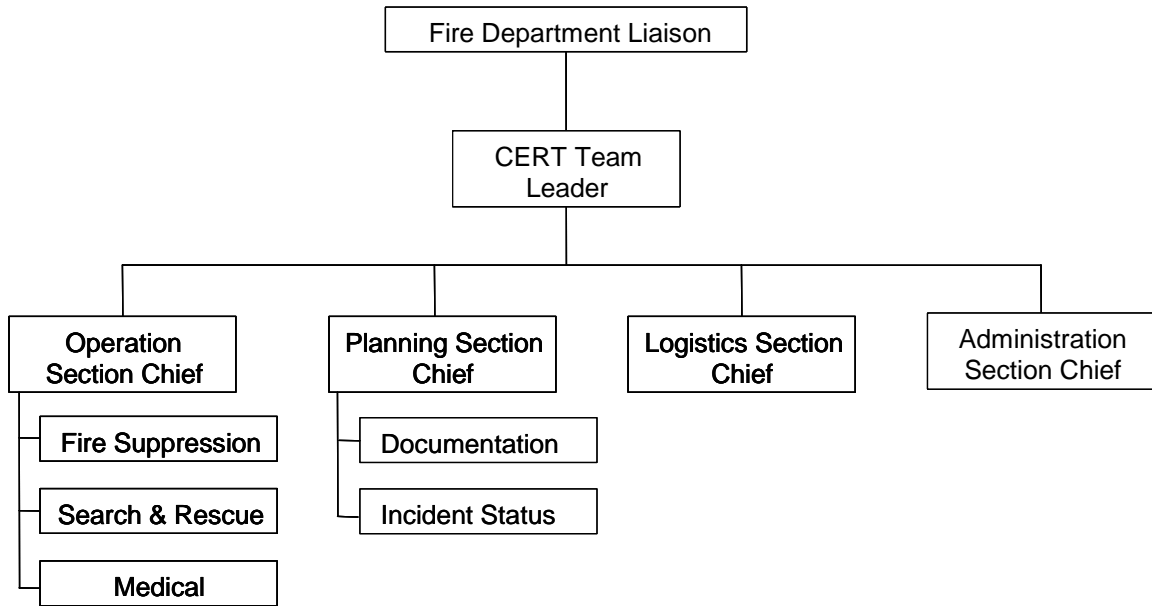 Fire Department Liaison
CERT Team
Leader
Operation
Section Chief
Fire Suppression
Search & Rescue
Medical
Planning Section
Chief
Documentation
Incident Status
Logistics Section
Chief
Administration
Section Chief